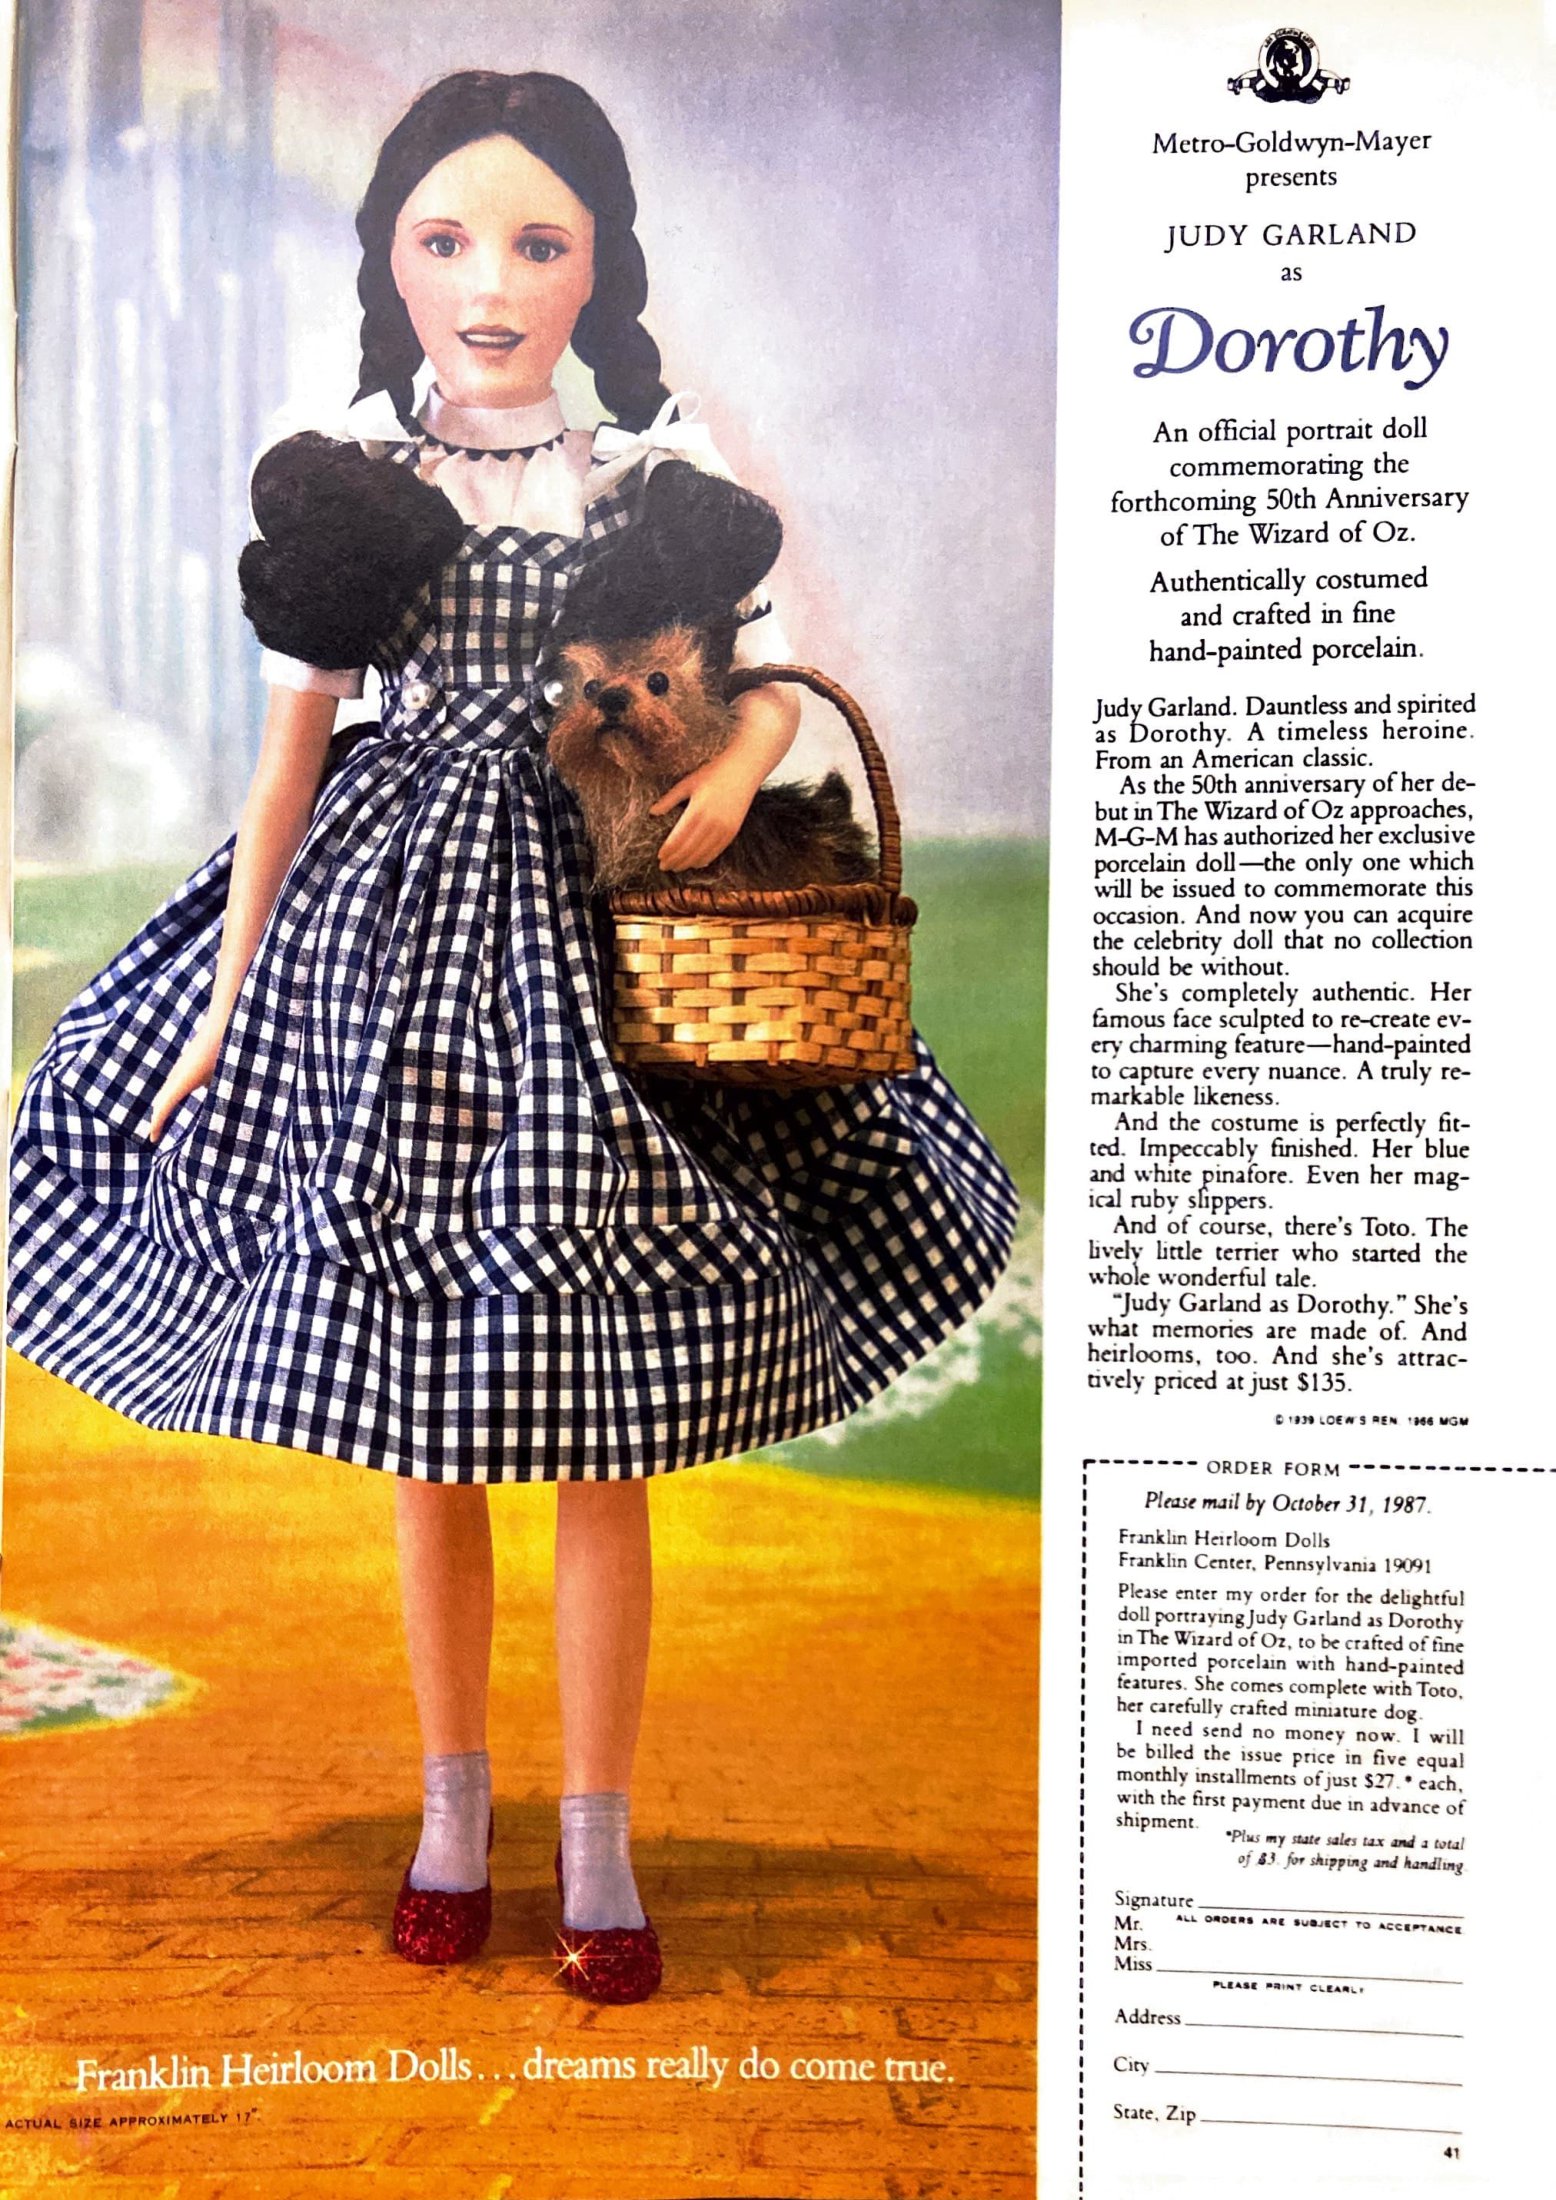 Metro-Goldwyn-Mayer
presents
JUDY GARLAND
as
Dorothy
An official portrait doll
commemorating the
forthcoming 50th Anniversary
of The Wizard of Oz.
Authentically costumed
and crafted in fine
hand-painted porcelain.
Judy Garland. Dauntless and spirited
as Dorothy. A timeless heroine.
From an American classic.
As the 50th anniversary of her de-
but in The Wizard of Oz approaches,
M-G-M has authorized her exclusive
porcelain doll—the only one which
will be issued to commemorate this
occasion. And now you can acquire
the celebrity doll that no collection
should be without.
She's completely authentic. Her
famous face sculpted to re-create ev-
ery charming feature—hand-painted
to capture every nuance. A truly re-
markable likeness.
And the costume is perfectly fit-
ted. Impeccably finished. Her blue
and white pinafore. Even her mag-
ical ruby slippers.
And of course, there's Toto. The
lively little terrier who started the
whole wonderful tale.
"Judy Garland as Dorothy." She's
what memories are made of. And
heirlooms, too. And she's attrac-
tively priced at just $135.
© 1939 LOEW'S REN. 1966 MGM
ORDER FORM
Please mail by October 31, 1987.
Franklin Heirloom Dolls
Franklin Center, Pennsylvania 19091
Please enter my order for the delightful
doll portraying Judy Garland as Dorothy
in The Wizard of Oz, to be crafted of fine
imported porcelain with hand-painted
features. She comes complete with Toto,
her carefully crafted miniature dog.
I need send no money now. I will
be billed the issue price in five equal
monthly installments of just $27.* each,
with the first payment due in advance of
shipment.
*Plus my state sales tax and a total
of $3. for shipping and handling.
Signature
ALL ORDERS ARE SUBJECT TO ACCEPTANCE.
Mr.
Mrs.
Miss
PLEASE PRINT CLEARLY
Address
City
State, Zip
41
Franklin Heirloom Dolls...dreams really do come true.
ACTUAL SIZE APPROXIMATELY 17".